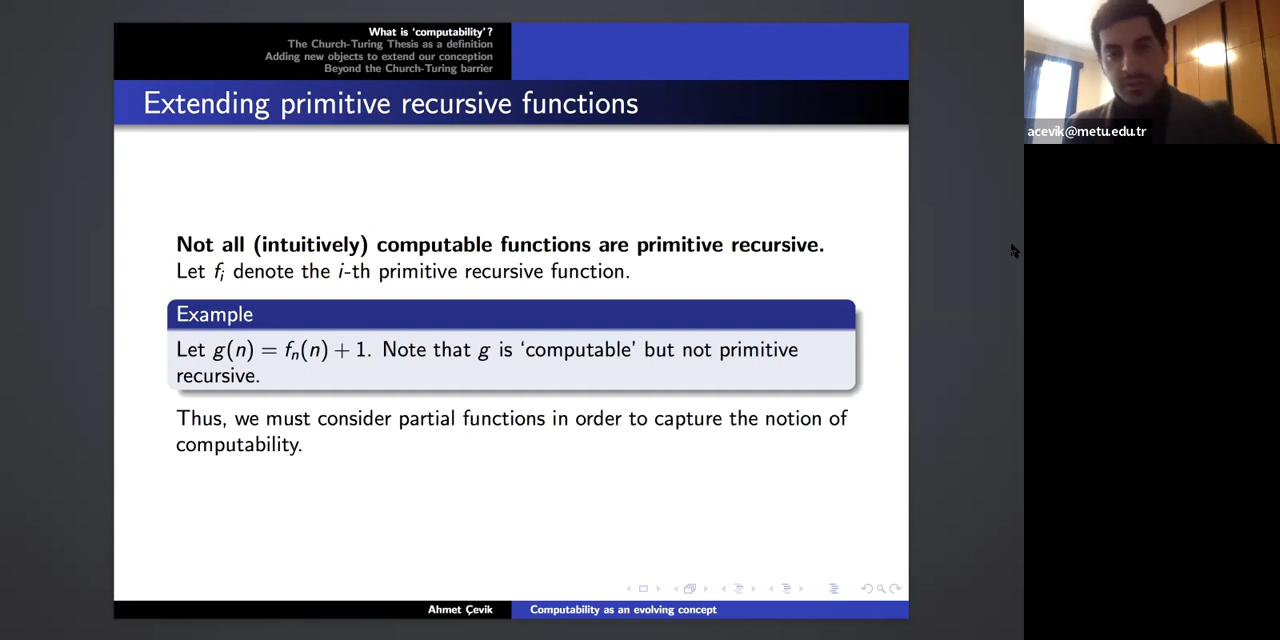 What is ‘computability’?
The Church-Turing Thesis as a definition
Adding new objects to extend our conception
Beyond the Church-Turing barrier
Extending primitive recursive functions
acevik@metu.edu.tr
Not all (intuitively) computable functions are primitive recursive.
Let fᵢ denote the i-th primitive recursive function.
Example
Let g(n) = fₙ(n) + 1. Note that g is ‘computable’ but not primitive
recursive.
Thus, we must consider partial functions in order to capture the notion of
computability.
Ahmet Çevik
Computability as an evolving concept